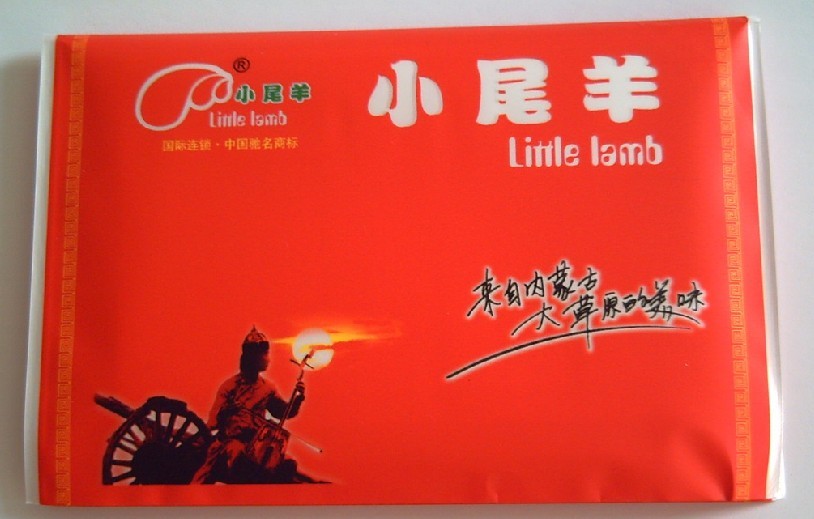 ®
小尾羊
Little lamb
国际连锁·中国驰名商标
小尾羊
Little lamb
来自内蒙古
大草原的美味